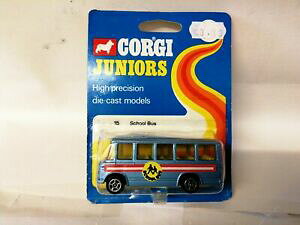 CORGI
JUNIORS
High precision
die-cast models
15 School Bus